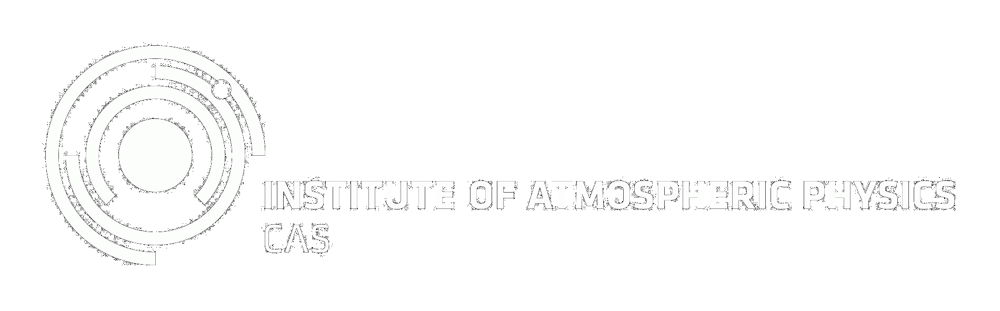 INSTITUTE OF ATMOSPHERIC PHYSICS
CAS